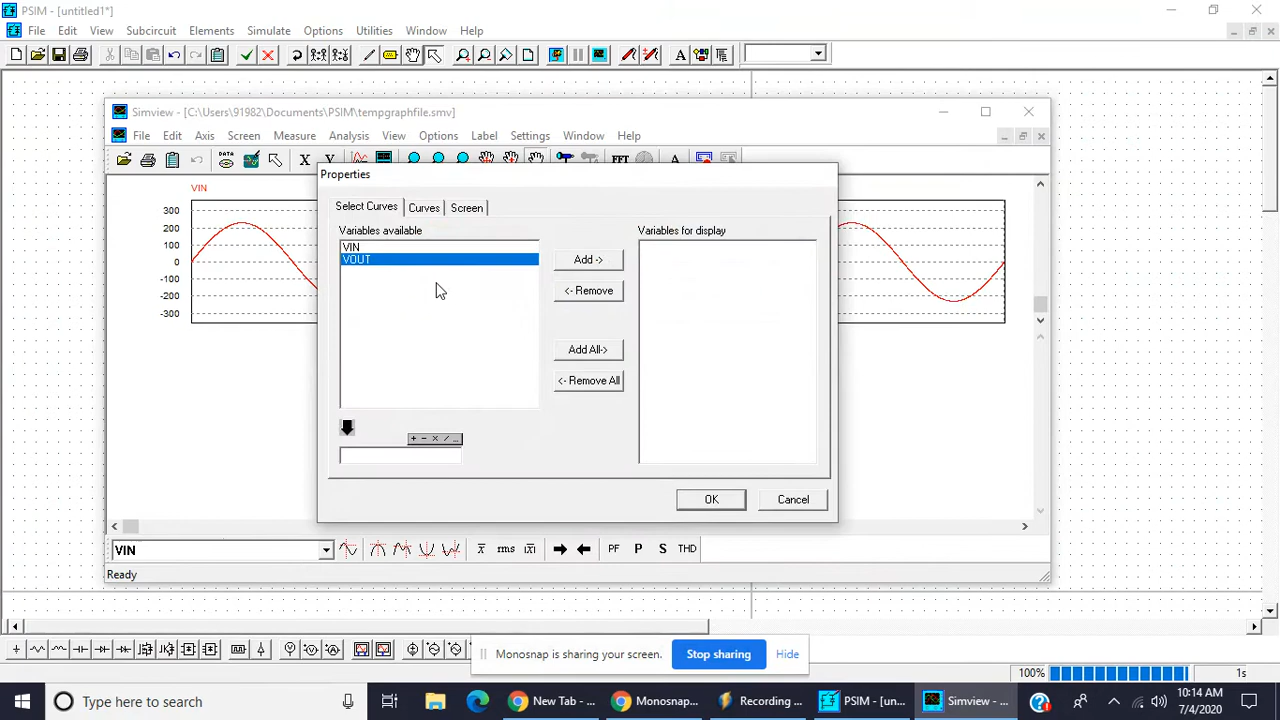 PSIM - [untitled1*]
File Edit View Subcircuit Elements Simulate Options Utilities Window Help
Simview - [C:\Users\91982\Documents\PSIM\tempgraphfile.smv]
File Edit Axis Screen Measure Analysis View Options Label Settings Window Help
DATA X Y FFT A
Properties
VIN
Select Curves Curves Screen
300
200
100
0
-100
-200
-300
Variables available
Variables for display
VIN
VOUT
Add ->
<- Remove
Add All->
<- Remove All
+ - × / ...
OK Cancel
VIN
x rms |x| PF P S THD
Ready
Monosnap is sharing your screen. Stop sharing Hide
100% 1s
Type here to search
New Tab - ...
Monosnap...
Recording ...
PSIM - [un...
Simview - ...
10:14 AM
7/4/2020